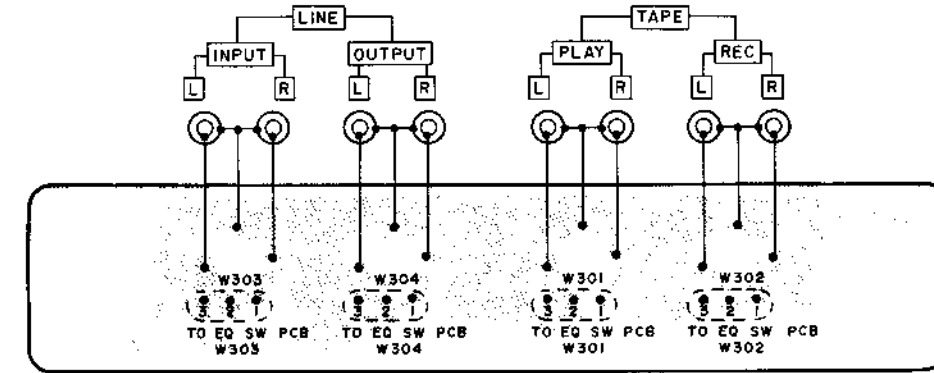 LINE TAPE
INPUT OUTPUT PLAY REC
L R L R L R L R
W303 W304 W301 W302
3 2 1 3 2 1 3 2 1 3 2 1
TO EQ SW PCB TO EQ SW PCB TO EQ SW PCB TO EQ SW PCB
W303 W304 W301 W302